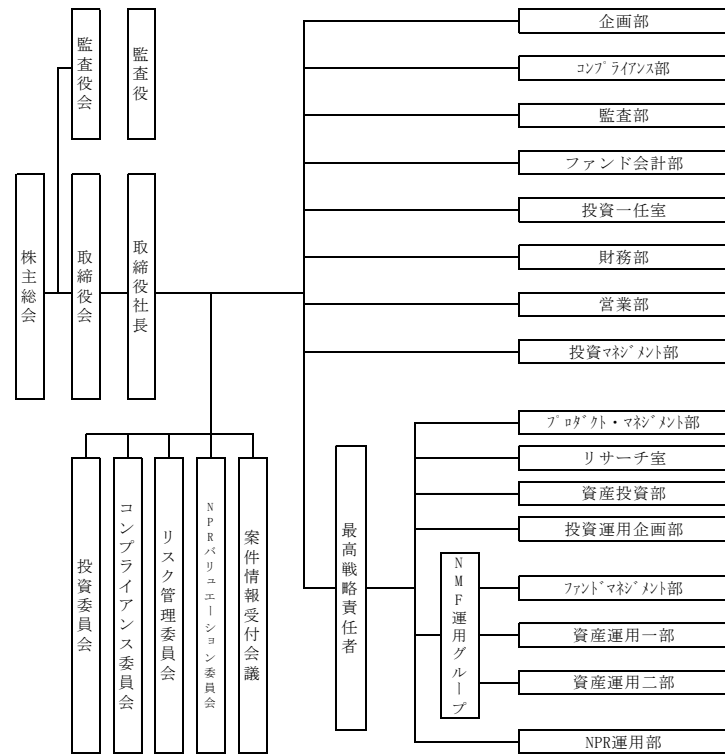 監査役会
監査役
株主総会
取締役会
取締役社長
企画部
ｺﾝﾌﾟﾗｲｱﾝｽ部
監査部
ファンド会計部
投資一任室
財務部
営業部
投資ﾏﾈｼﾞﾒﾝﾄ部
投資委員会
コンプライアンス委員会
リスク管理委員会
NPRバリュエーション委員会
案件情報受付会議
最高戦略責任者
ﾌﾟﾛﾀﾞｸﾄ・ﾏﾈｼﾞﾒﾝﾄ部
リサーチ室
資産投資部
投資運用企画部
NMF運用グループ
ﾌｧﾝﾄﾞﾏﾈｼﾞﾒﾝﾄ部
資産運用一部
資産運用二部
NPR運用部